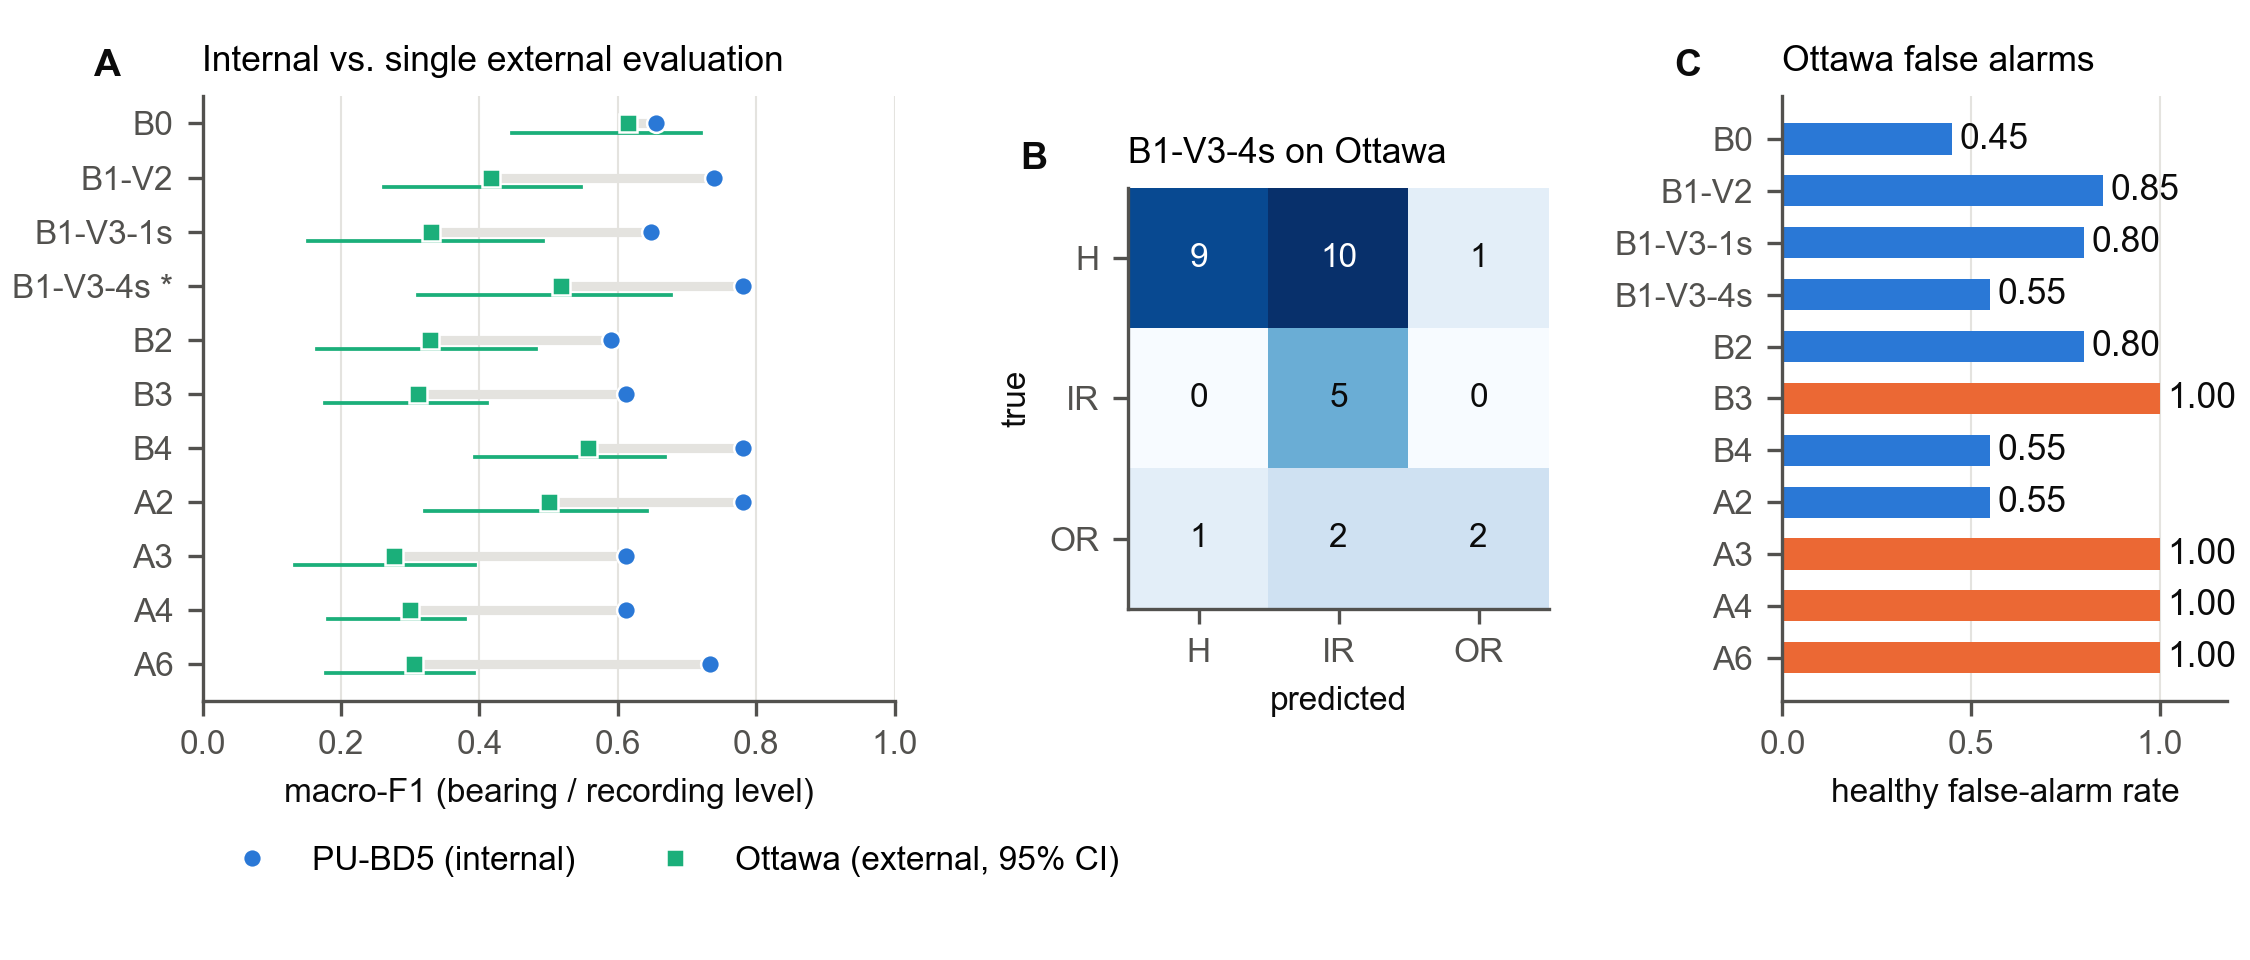 A
Internal vs. single external evaluation
B0
B1-V2
B1-V3-1s
B1-V3-4s *
B2
B3
B4
A2
A3
A4
A6
0.0 0.2 0.4 0.6 0.8 1.0
macro-F1 (bearing / recording level)
PU-BD5 (internal) Ottawa (external, 95% CI)
B
B1-V3-4s on Ottawa
true
H 9 10 1
IR 0 5 0
OR 1 2 2
H IR OR
predicted
C
Ottawa false alarms
B0 0.45
B1-V2 0.85
B1-V3-1s 0.80
B1-V3-4s 0.55
B2 0.80
B3 1.00
B4 0.55
A2 0.55
A3 1.00
A4 1.00
A6 1.00
0.0 0.5 1.0
healthy false-alarm rate